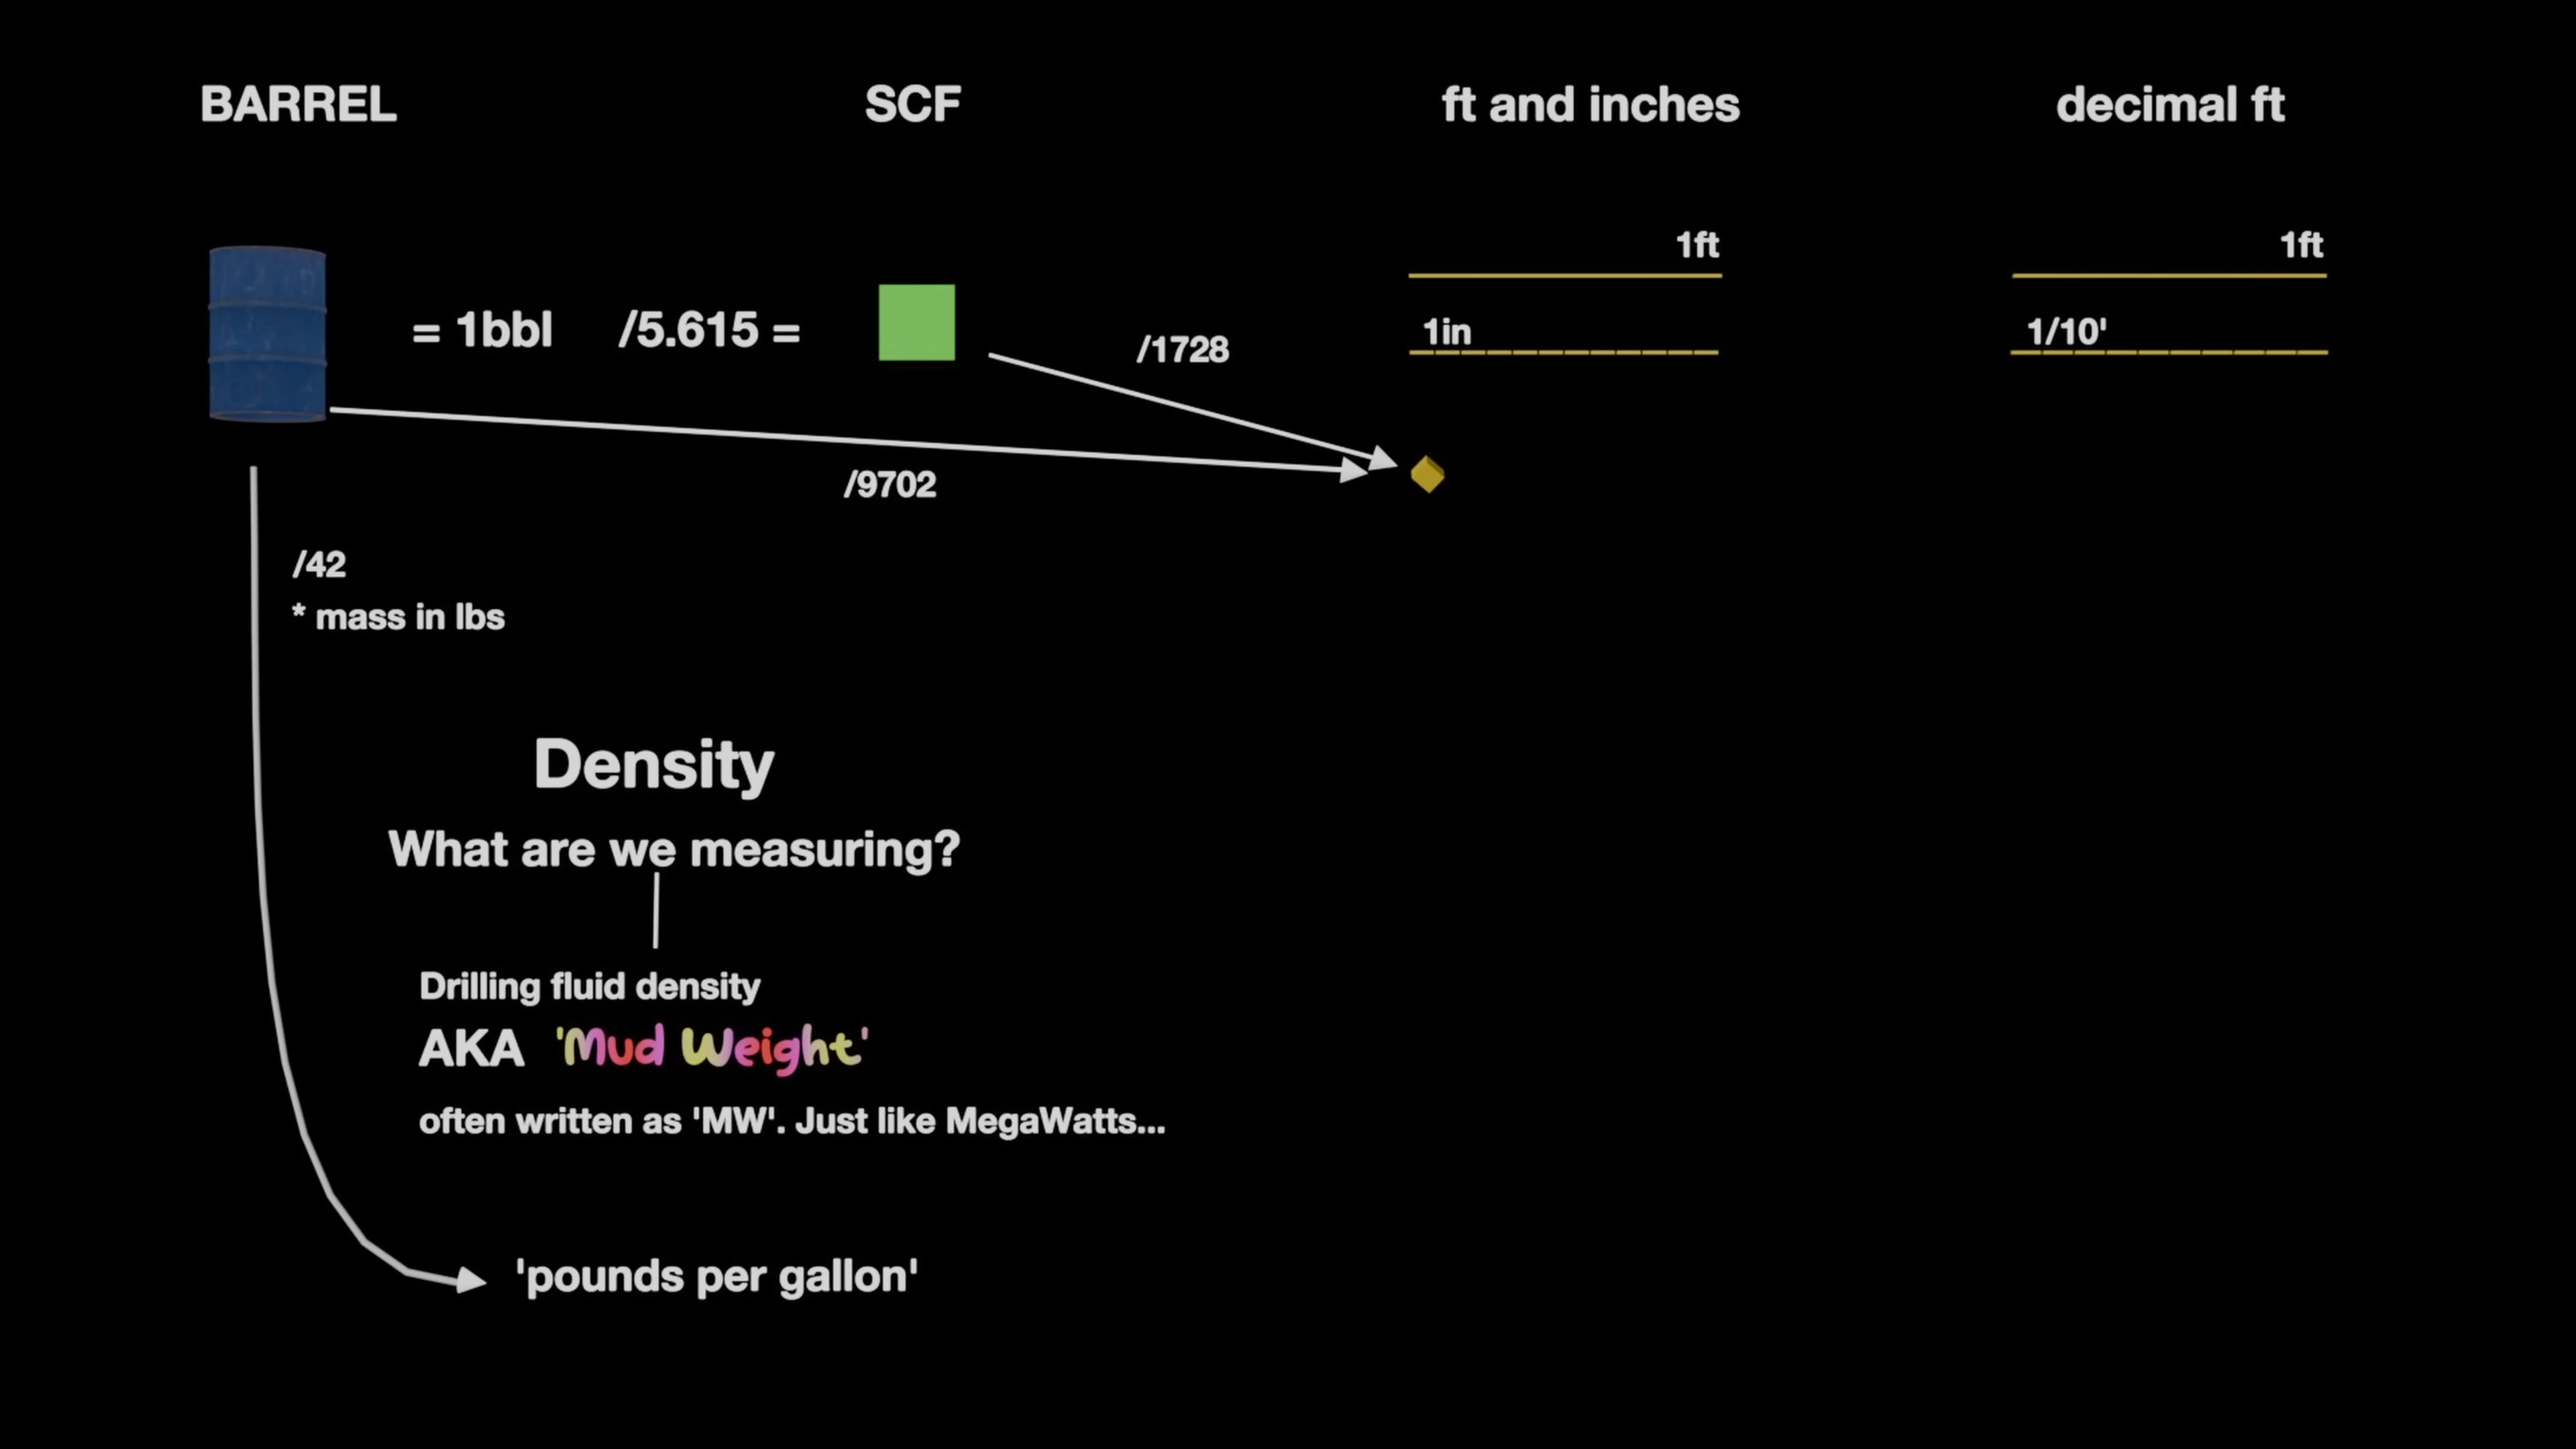 BARREL
SCF
ft and inches
decimal ft
1ft
1ft
= 1bbl
/5.615 =
/1728
1in
1/10'
/9702
/42
* mass in lbs
Density
What are we measuring?
Drilling fluid density
AKA 'Mud Weight'
often written as 'MW'. Just like MegaWatts...
'pounds per gallon'